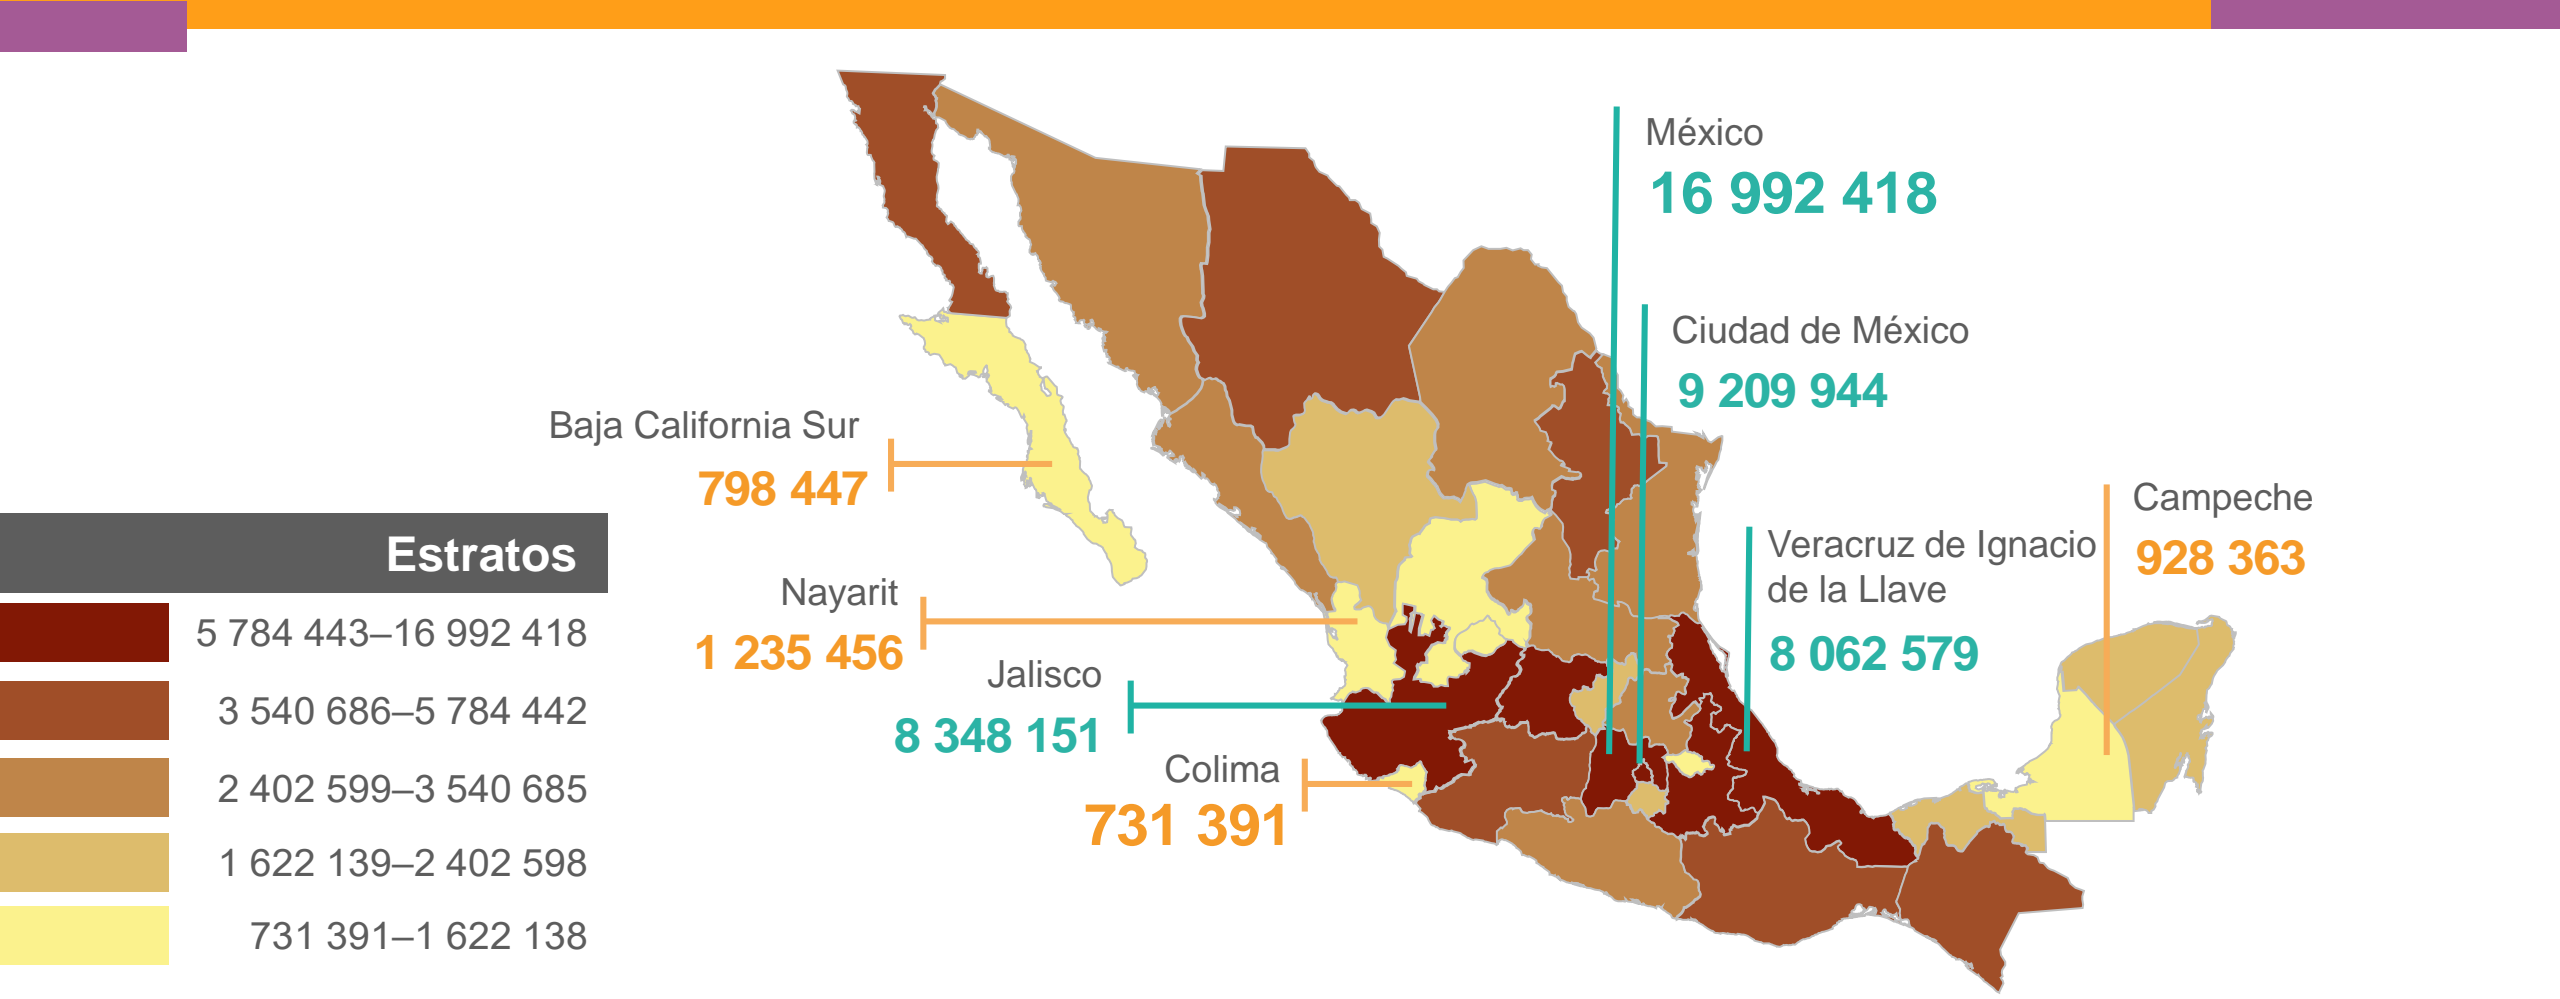 México
16 992 418
Ciudad de México
9 209 944
Baja California Sur
798 447
Campeche
928 363
Veracruz de Ignacio
de la Llave
8 062 579
Nayarit
1 235 456
Jalisco
8 348 151
Colima
731 391
Estratos
5 784 443–16 992 418
3 540 686–5 784 442
2 402 599–3 540 685
1 622 139–2 402 598
731 391–1 622 138